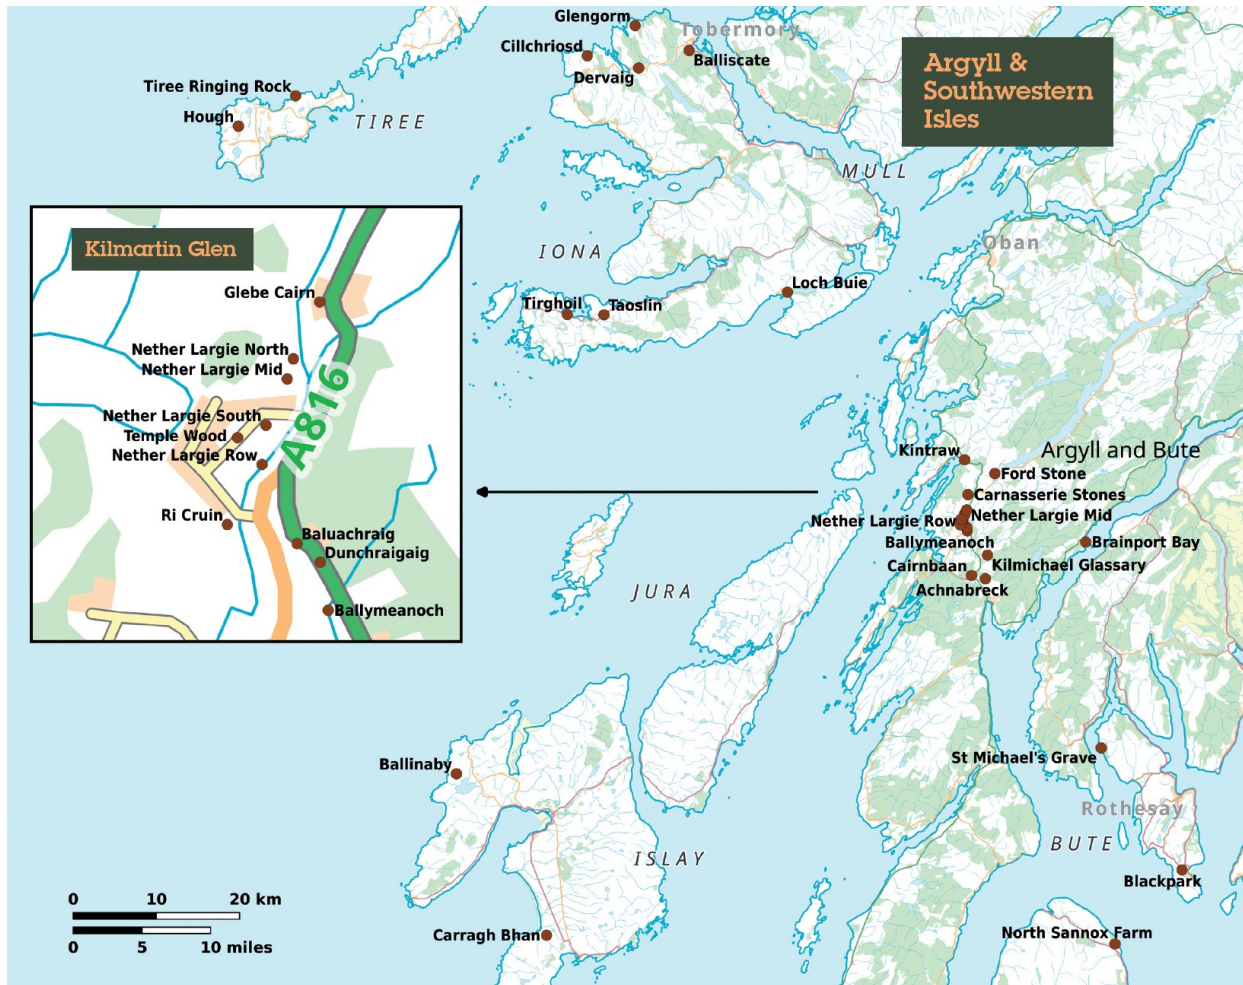 Glengorm
Tobermory
Cillchriosd
Balliscate
Dervaig
Argyll &
Southwestern
Isles
Tiree Ringing Rock
Hough
TIREE
MULL
Kilmartin Glen
IONA
Oban
Glebe Cairn
Loch Buie
Tirghoil
Taoslin
Nether Largie North
Nether Largie Mid
A816
Nether Largie South
Temple Wood
Nether Largie Row
Ri Cruin
Baluachraig
Dunchraigaig
Ballymeanoch
Kintraw
Argyll and Bute
Ford Stone
Carnasserie Stones
Nether Largie Row
Nether Largie Mid
Ballymeanoch
Brainport Bay
Cairnbaan
Kilmichael Glassary
Achnabreck
JURA
Ballinaby
St Michael's Grave
Rothesay
BUTE
ISLAY
Blackpark
0 10 20 km
0 5 10 miles
Carragh Bhan
North Sannox Farm